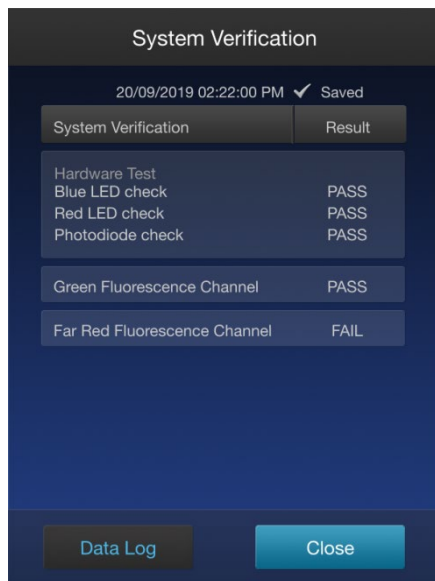 System Verification
20/09/2019 02:22:00 PM ✓ Saved
System Verification Result
Hardware Test
Blue LED check PASS
Red LED check PASS
Photodiode check PASS
Green Fluorescence Channel PASS
Far Red Fluorescence Channel FAIL
Data Log Close